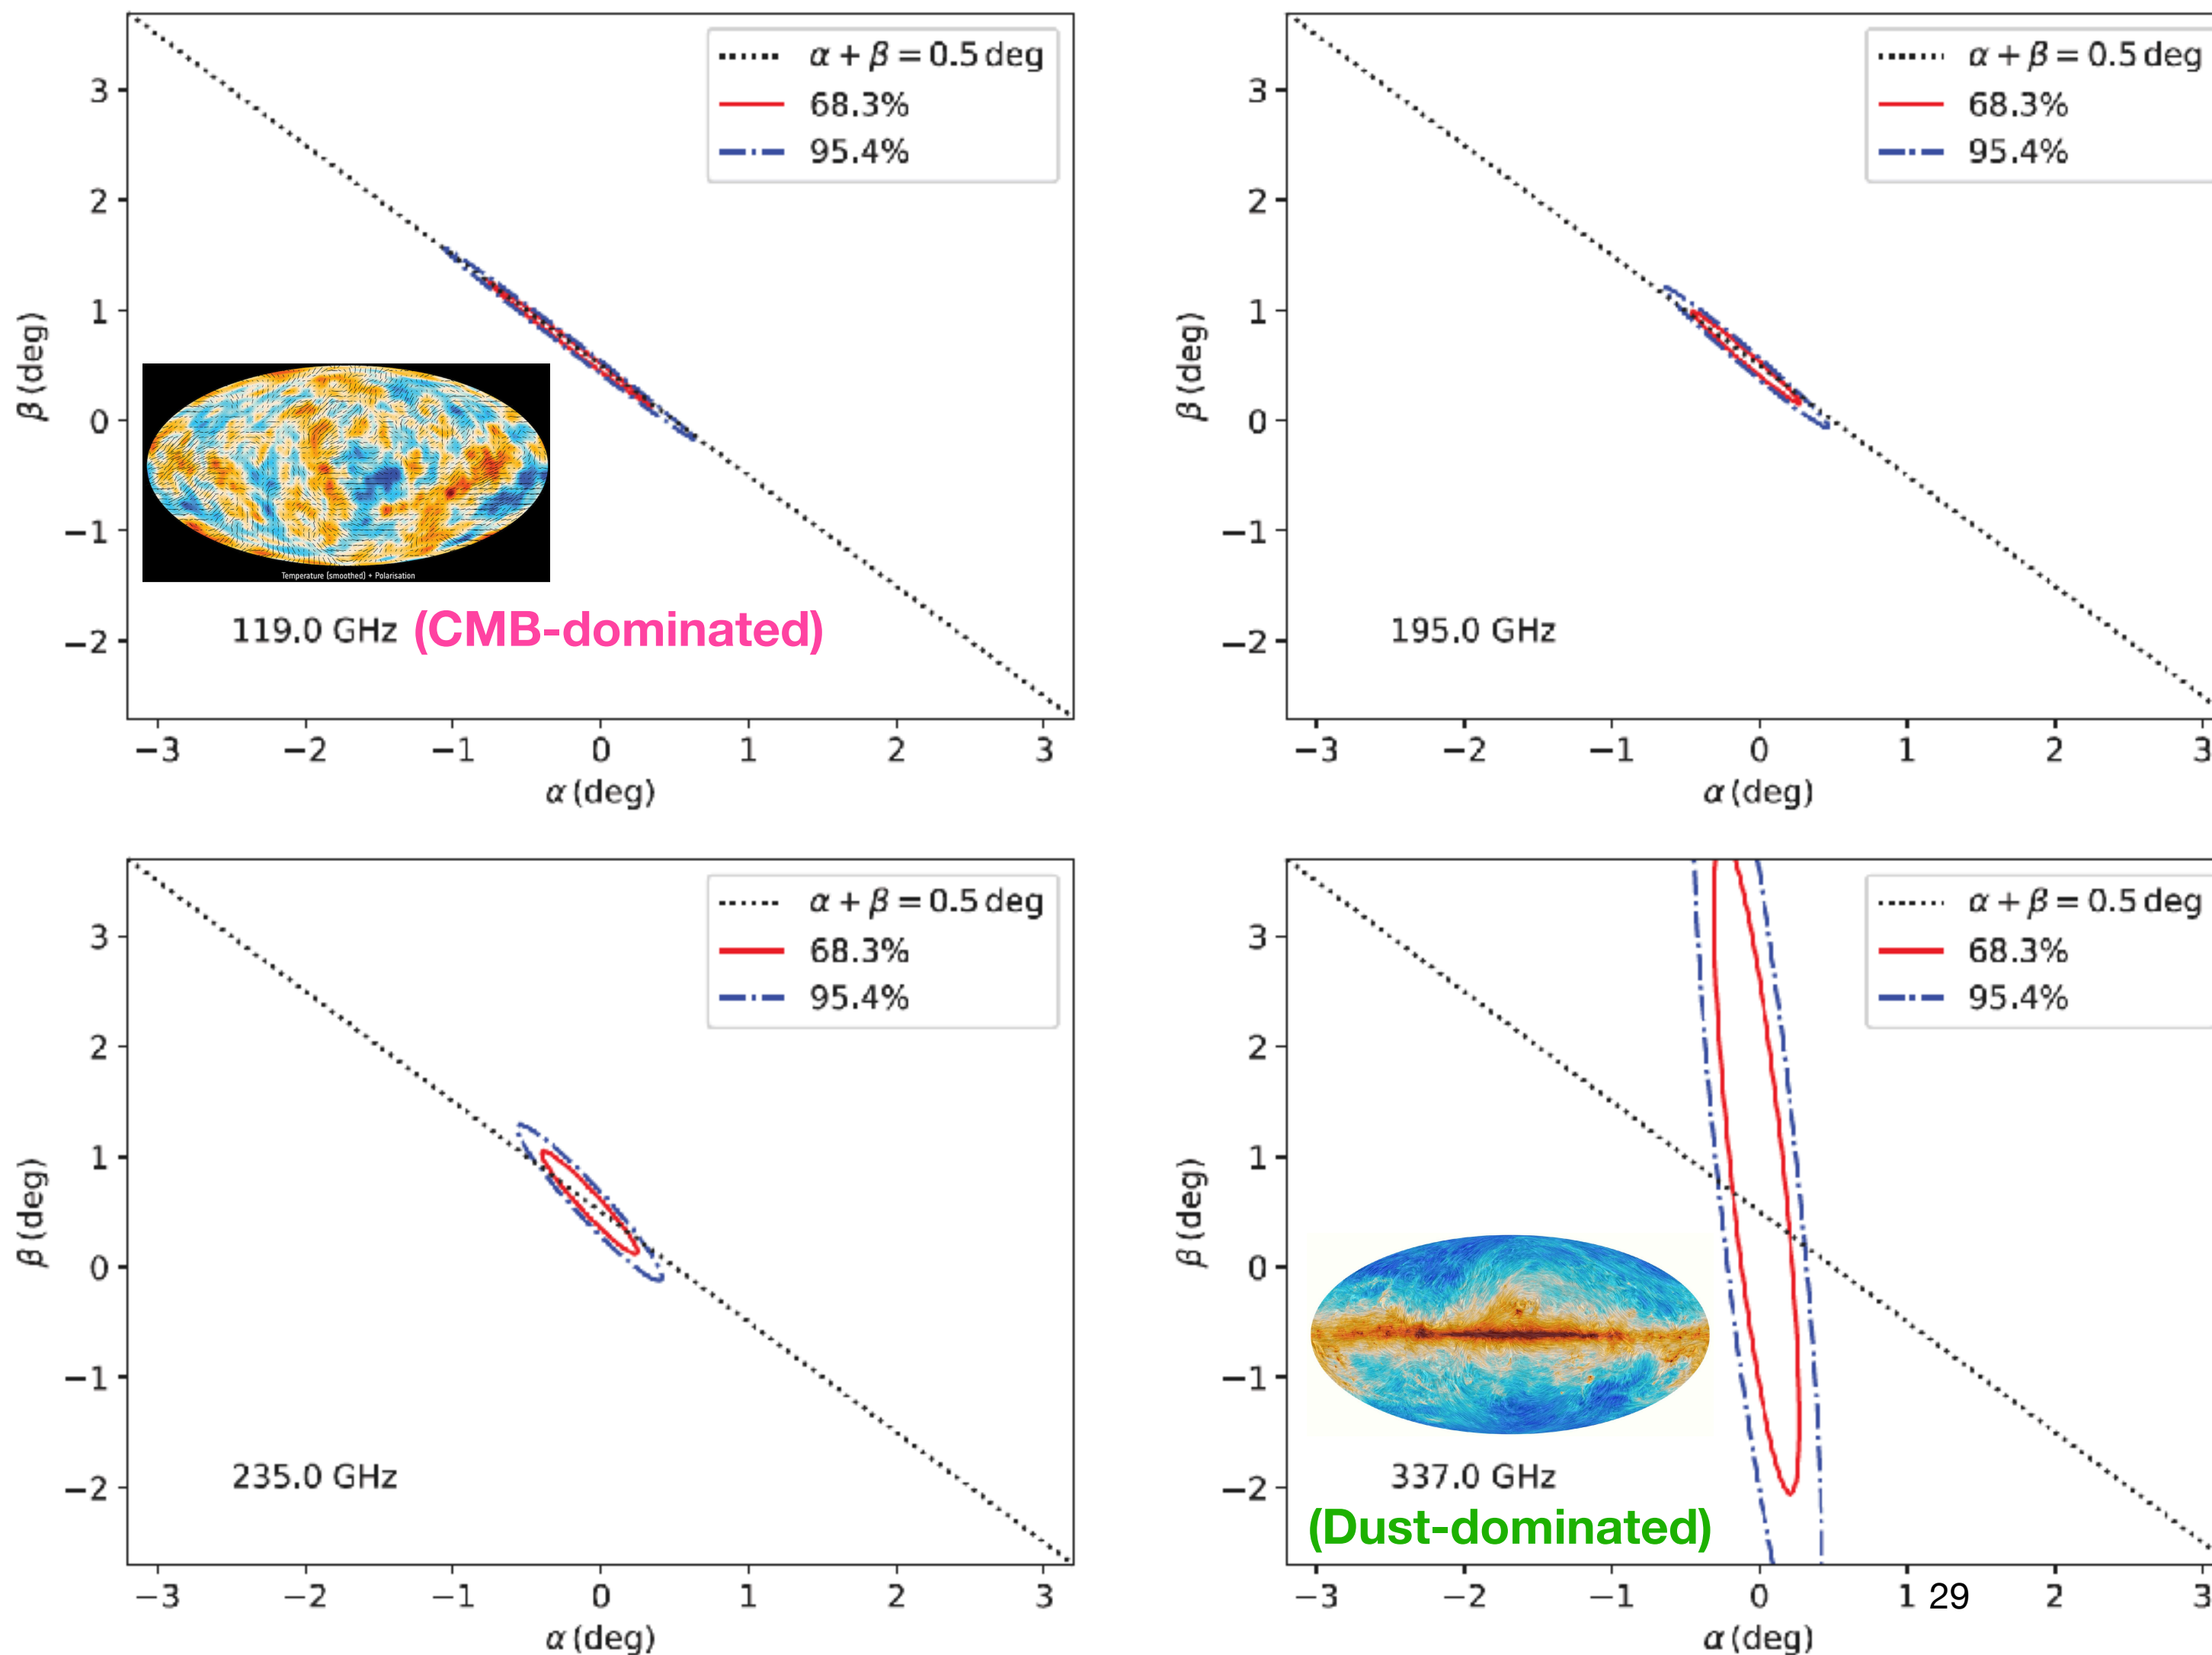 α + β = 0.5 deg
68.3%
95.4%
3
2
1
0
−1
−2
β (deg)
Temperature (smoothed) + Polarisation
119.0 GHz (CMB-dominated)
−3 −2 −1 0 1 2 3
α (deg)
α + β = 0.5 deg
68.3%
95.4%
3
2
1
0
−1
−2
β (deg)
195.0 GHz
−3 −2 −1 0 1 2 3
α (deg)
α + β = 0.5 deg
68.3%
95.4%
3
2
1
0
−1
−2
β (deg)
235.0 GHz
−3 −2 −1 0 1 2 3
α (deg)
α + β = 0.5 deg
68.3%
95.4%
3
2
1
0
−1
−2
β (deg)
337.0 GHz
(Dust-dominated)
−3 −2 −1 0 1 2 3
29
α (deg)